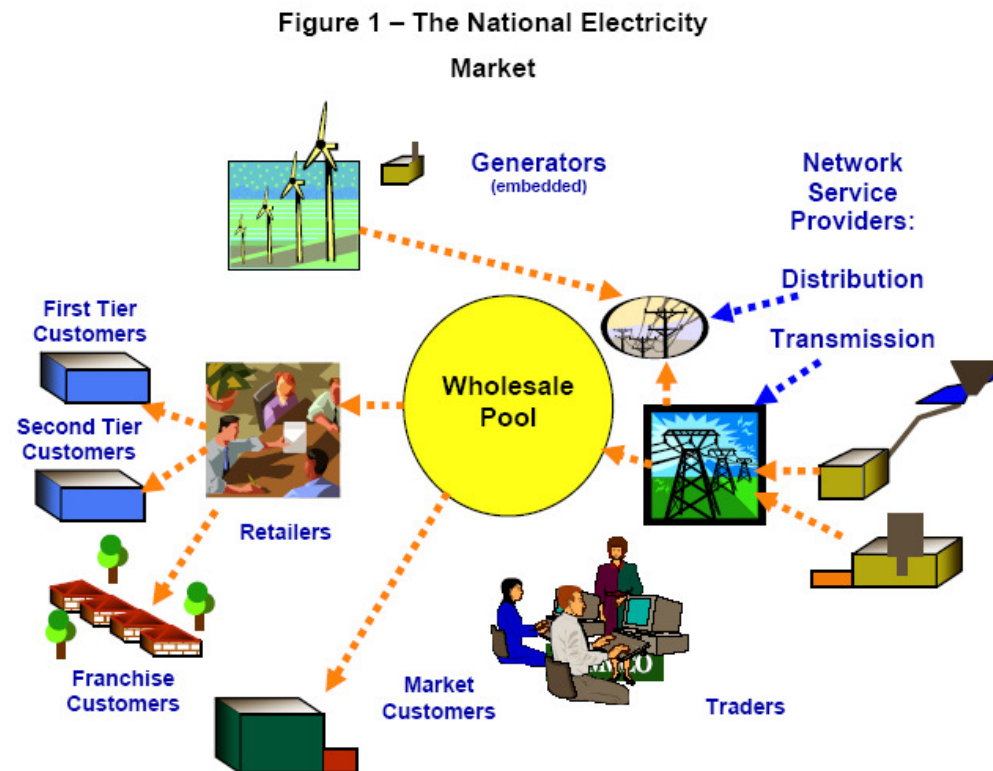 Figure 1 – The National Electricity
Market
Generators
(embedded)
Network
Service
Providers:
Distribution
Transmission
First Tier
Customers
Second Tier
Customers
Wholesale
Pool
Retailers
Franchise
Customers
Market
Customers
Traders